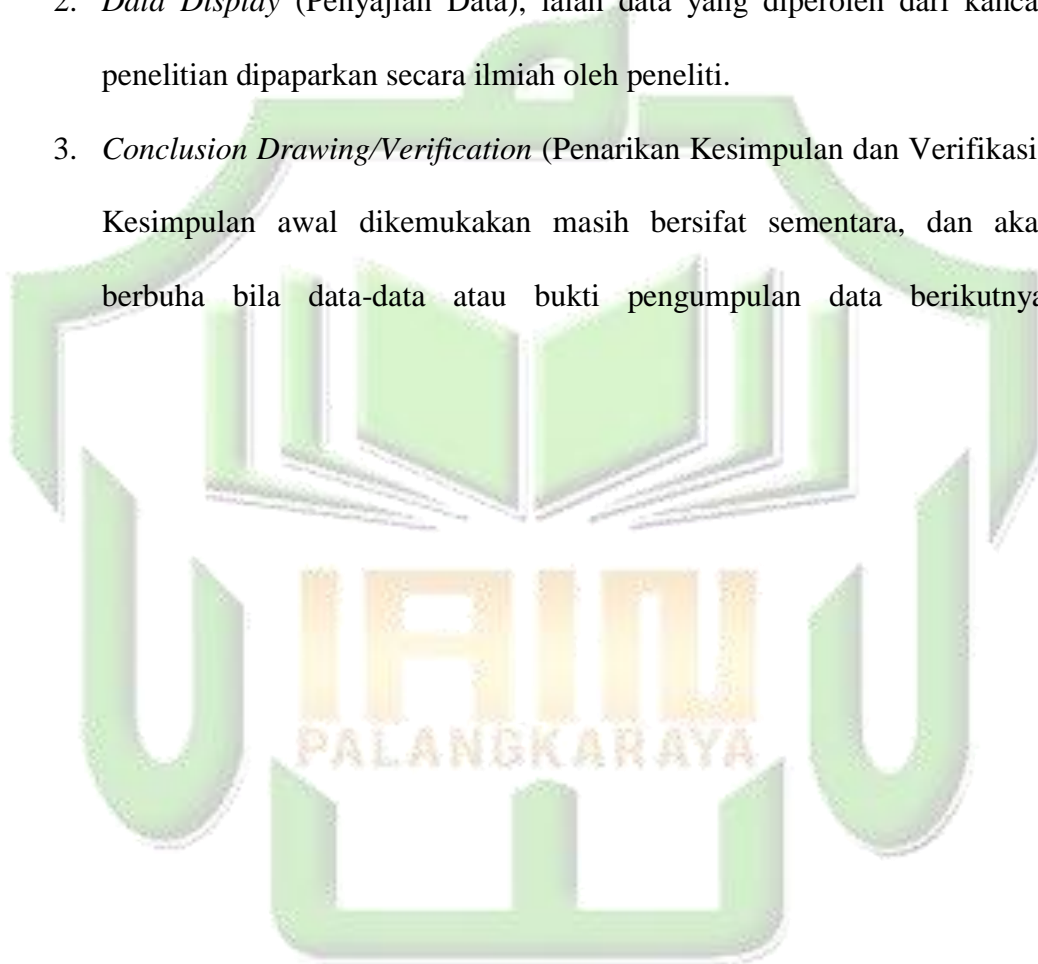 2. Data Display (Penyajian Data), ialah data yang diperoleh dari kanca
penelitian dipaparkan secara ilmiah oleh peneliti.
3. Conclusion Drawing/Verification (Penarikan Kesimpulan dan Verifikasi
Kesimpulan awal dikemukakan masih bersifat sementara, dan aka
berbuha bila data-data atau bukti pengumpulan data berikutnya
IAIN
PALANGKARAYA